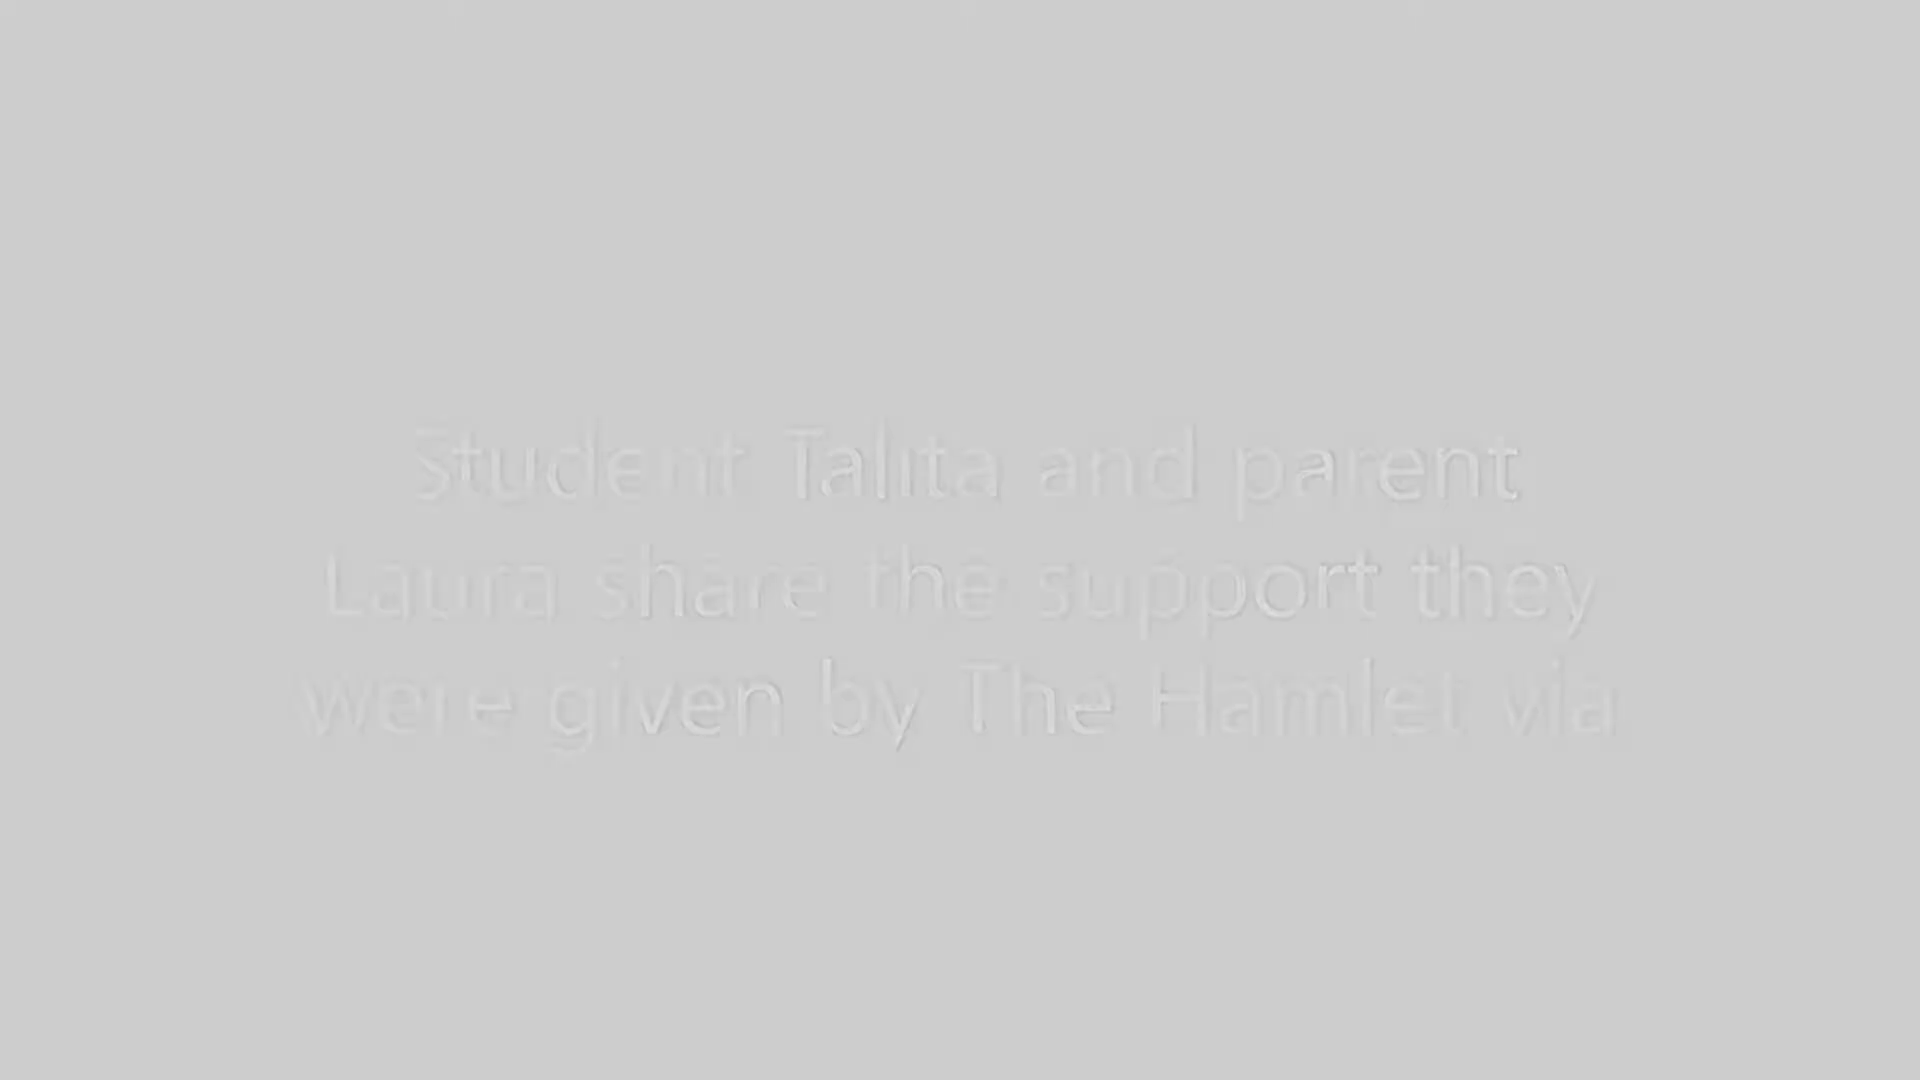 Student Talita and parent
Laura share the support they
were given by The Hamlet via